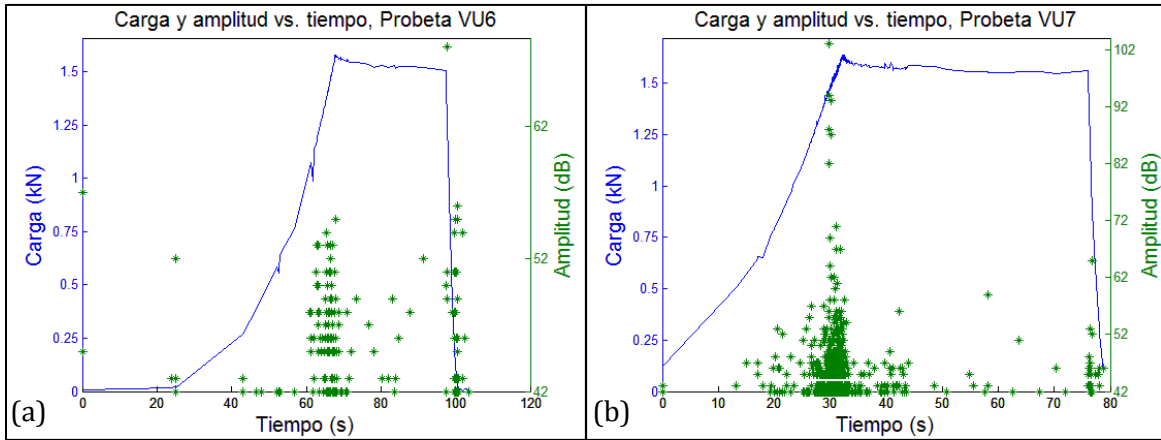 Carga y amplitud vs. tiempo, Probeta VU6
Carga (kN)
1.5
1.25
1
0.75
0.5
0.25
0
62
52
42
Amplitud (dB)
0 20 40 60 80 100 120
Tiempo (s)
(a)
Carga y amplitud vs. tiempo, Probeta VU7
Carga (kN)
1.5
1.25
1
0.75
0.5
0.25
0
102
92
82
72
62
52
42
Amplitud (dB)
0 10 20 30 40 50 60 70 80
Tiempo (s)
(b)